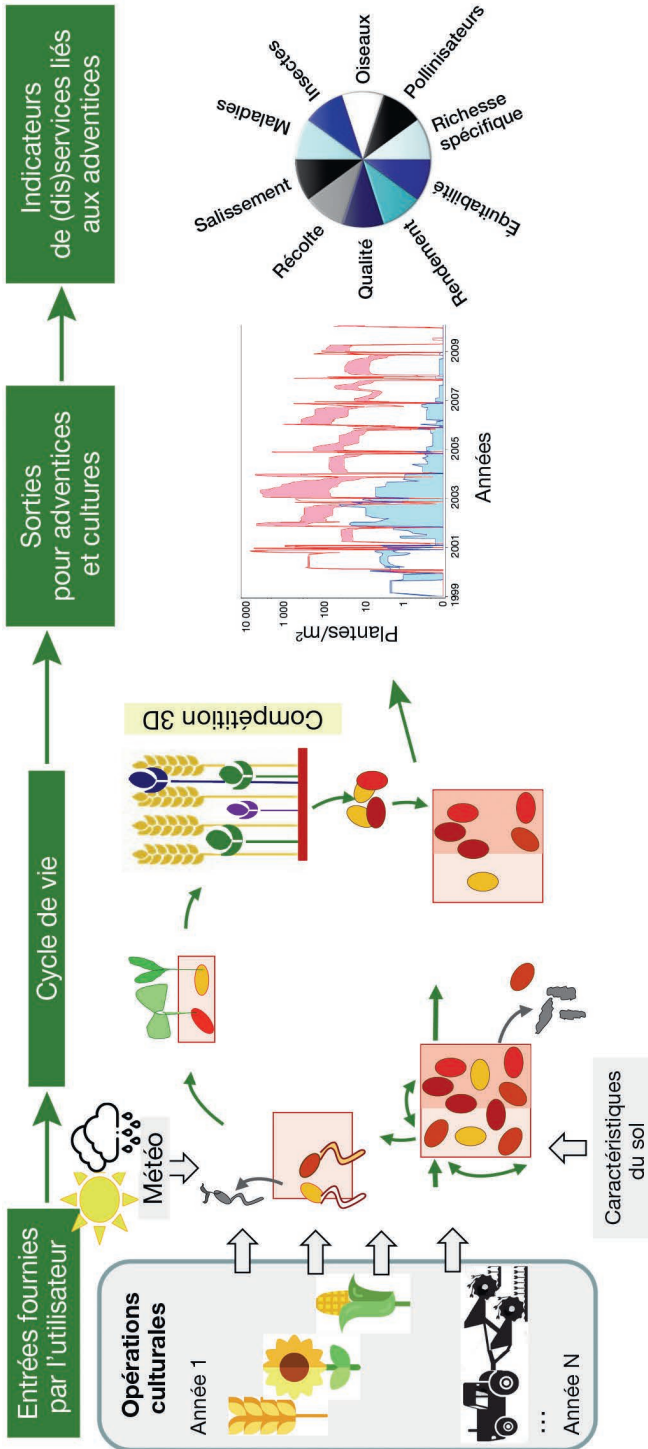 Entrées fournies
par l'utilisateur
Cycle de vie
Sorties
pour adventices
et cultures
Indicateurs
de (dis)services liés
aux adventices
Opérations
culturales
Année 1
...
Année N
Météo
Caractéristiques
du sol
Compétition 3D
Plantes/m²
10 000
1 000
100
10
1
0
1999
2001
2003
2005
2007
2009
Années
Oiseaux
Pollinisateurs
Richesse
spécifique
Équitabilité
Rendement
Qualité
Récolte
Salissement
Maladies
Insectes